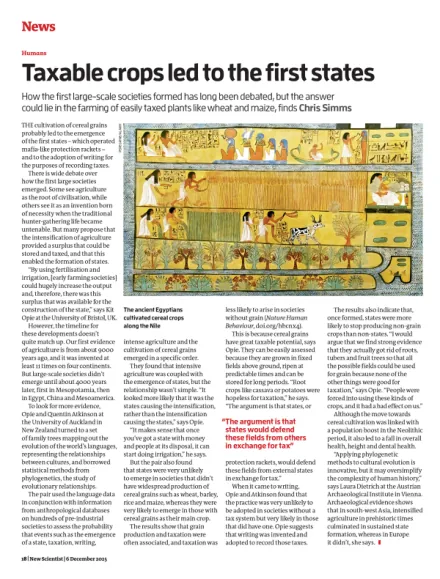 News
Humans
Taxable crops led to the first states
How the first large-scale societies formed has long been debated, but the answer
could lie in the farming of easily taxed plants like wheat and maize, finds Chris Simms
THE cultivation of cereal grains
probably led to the emergence
of the first states – which operated
mafia-like protection rackets –
and to the adoption of writing for
the purposes of recording taxes.
There is wide debate over
how the first large societies
emerged. Some see agriculture
as the root of civilisation, while
others see it as an invention born
of necessity when the traditional
hunter-gathering life became
untenable. But many propose that
the intensification of agriculture
provided a surplus that could be
stored and taxed, and that this
enabled the formation of states.
"By using fertilisation and
irrigation, [early farming societies]
could hugely increase the output
and, therefore, there was this
surplus that was available for the
construction of the state," says Kit
Opie at the University of Bristol, UK.
However, the timeline for
these developments doesn't
quite match up. Our first evidence
of agriculture is from about 9000
years ago, and it was invented at
least 11 times on four continents.
But large-scale societies didn't
emerge until about 4000 years
later, first in Mesopotamia, then
in Egypt, China and Mesoamerica.
To look for more evidence,
Opie and Quentin Atkinson at
the University of Auckland in
New Zealand turned to a set
of family trees mapping out the
evolution of the world's languages,
representing the relationships
between cultures, and borrowed
statistical methods from
phylogenetics, the study of
evolutionary relationships.
The pair used the language data
in conjunction with information
from anthropological databases
on hundreds of pre-industrial
societies to assess the probability
that events such as the emergence
of a state, taxation, writing,
The ancient Egyptians
cultivated cereal crops
along the Nile
intense agriculture and the
cultivation of cereal grains
emerged in a specific order.
They found that intensive
agriculture was coupled with
the emergence of states, but the
relationship wasn't simple. "It
looked more likely that it was the
states causing the intensification,
rather than the intensification
causing the states," says Opie.
"It makes sense that once
you've got a state with money
and people at its disposal, it can
start doing irrigation," he says.
But the pair also found
that states were very unlikely
to emerge in societies that didn't
have widespread production of
cereal grains such as wheat, barley,
rice and maize, whereas they were
very likely to emerge in those with
cereal grains as their main crop.
The results show that grain
production and taxation were
often associated, and taxation was
less likely to arise in societies
without grain (Nature Human
Behaviour, doi.org/hbcnx4).
This is because cereal grains
have great taxable potential, says
Opie. They can be easily assessed
because they are grown in fixed
fields above ground, ripen at
predictable times and can be
stored for long periods. "Root
crops like cassava or potatoes were
hopeless for taxation," he says.
"The argument is that states, or
"The argument is that
states would defend
these fields from others
in exchange for tax"
protection rackets, would defend
these fields from external states
in exchange for tax."
When it came to writing,
Opie and Atkinson found that
the practice was very unlikely to
be adopted in societies without a
tax system but very likely in those
that did have one. Opie suggests
that writing was invented and
adopted to record those taxes.
The results also indicate that,
once formed, states were more
likely to stop producing non-grain
crops than non-states. "I would
argue that we find strong evidence
that they actually got rid of roots,
tubers and fruit trees so that all
the possible fields could be used
for grain because none of the
other things were good for
taxation," says Opie. "People were
forced into using these kinds of
crops, and it had a bad effect on us."
Although the move towards
cereal cultivation was linked with
a population boost in the Neolithic
period, it also led to a fall in overall
health, height and dental health.
"Applying phylogenetic
methods to cultural evolution is
innovative, but it may oversimplify
the complexity of human history,"
says Laura Dietrich at the Austrian
Archaeological Institute in Vienna.
Archaeological evidence shows
that in south-west Asia, intensified
agriculture in prehistoric times
culminated in sustained state
formation, whereas in Europe
it didn't, she says.
18 | New Scientist | 6 December 2025